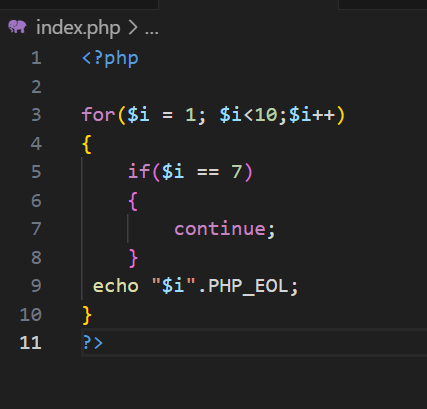 index.php > ...
1 <?php
2
3 for($i = 1; $i<10;$i++)
4 {
5     if($i == 7)
6     {
7         continue;
8     }
9  echo "$i".PHP_EOL;
10 }
11 ?>